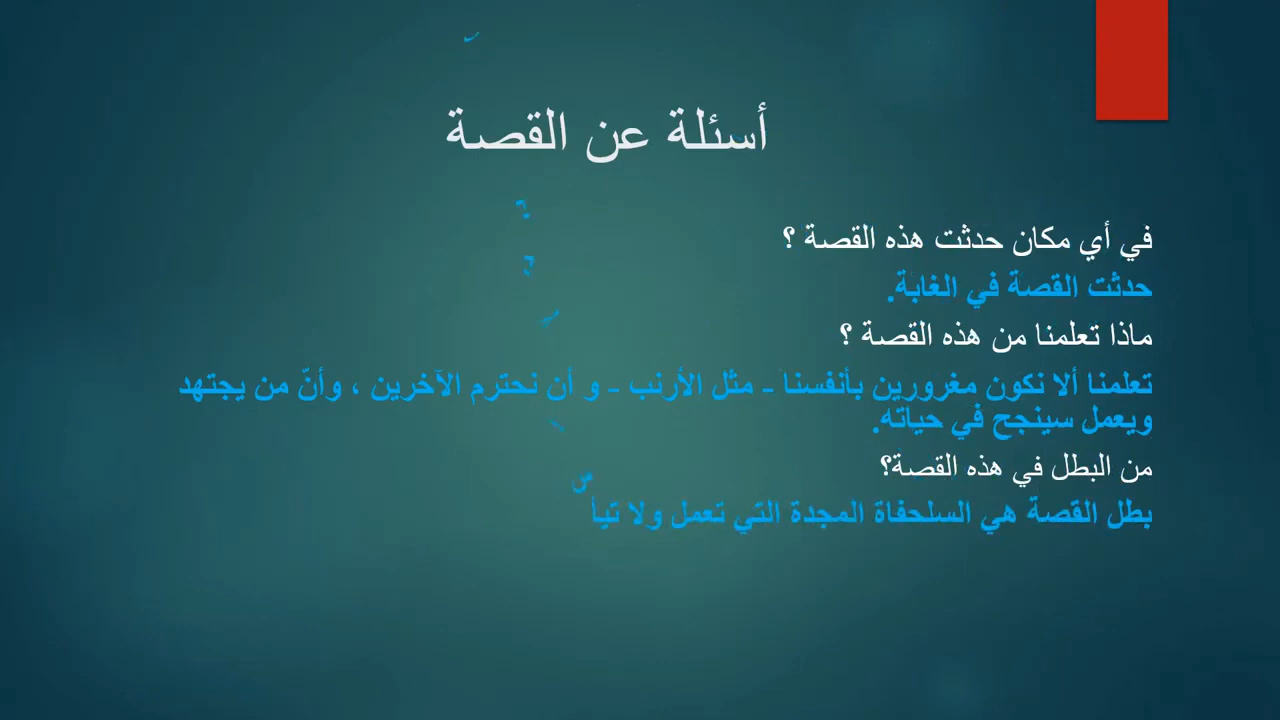 أسئلة عن القصة
في أي مكان حدثت هذه القصة ؟
حدثت القصة في الغابة.
ماذا تعلمنا من هذه القصة ؟
تعلمنا ألا نكون مغرورين بأنفسنا - مثل الأرنب - و أن نحترم الآخرين ، وأنّ من يجتهد
ويعمل سينجح في حياته.
من البطل في هذه القصة؟
بطل القصة هي السلحفاة المجدة التي تعمل ولا